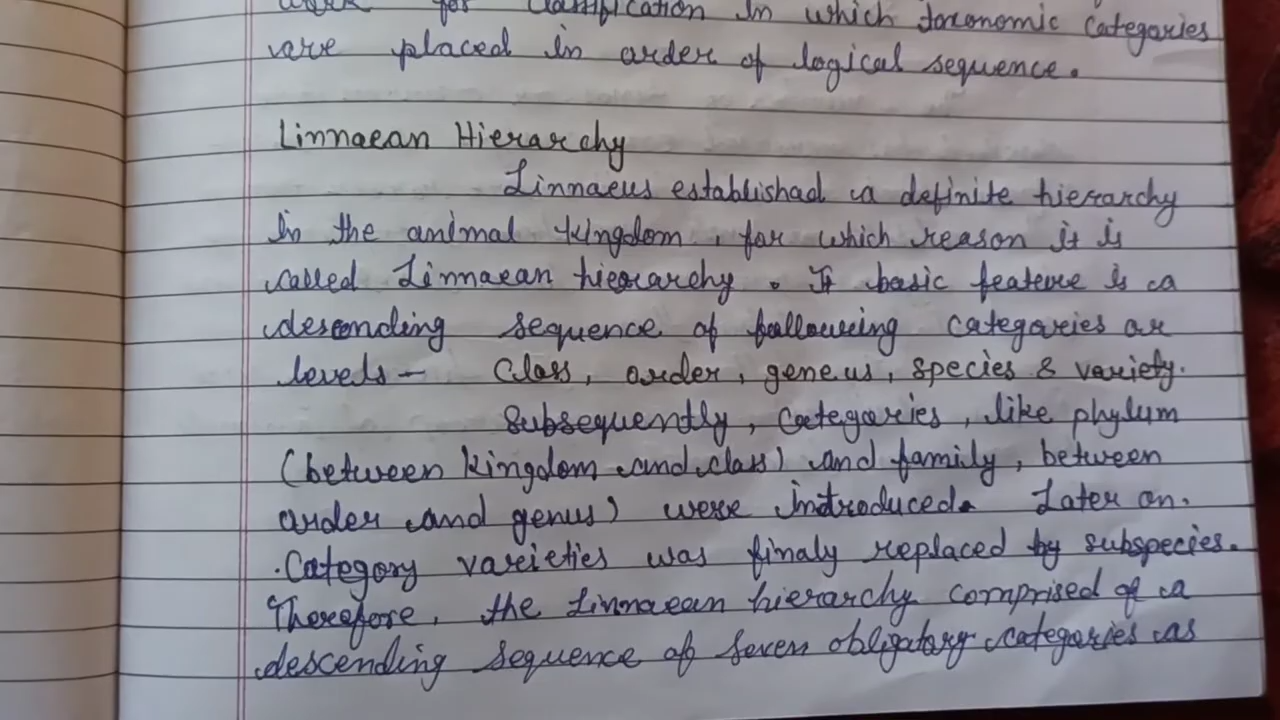 work for classification in which taxonomic categories
are placed in order of logical sequence.
Linnaean Hierarchy
Linnaeus established a definite hierarchy
in the animal kingdom, for which reason it is
called Linnaean hierarchy. It basic feature is a
desending sequence of following categories or
levels – Class, order, geneus, species & variety.
Subsequently, categories, like phylum
(between kingdom and class) and family, between
order and genus) were introduced. Later on.
Category varieties was finaly replaced by subspecies.
Therefore, the Linnaean hierarchy comprised of a
descending sequence of seven obligatory categories as